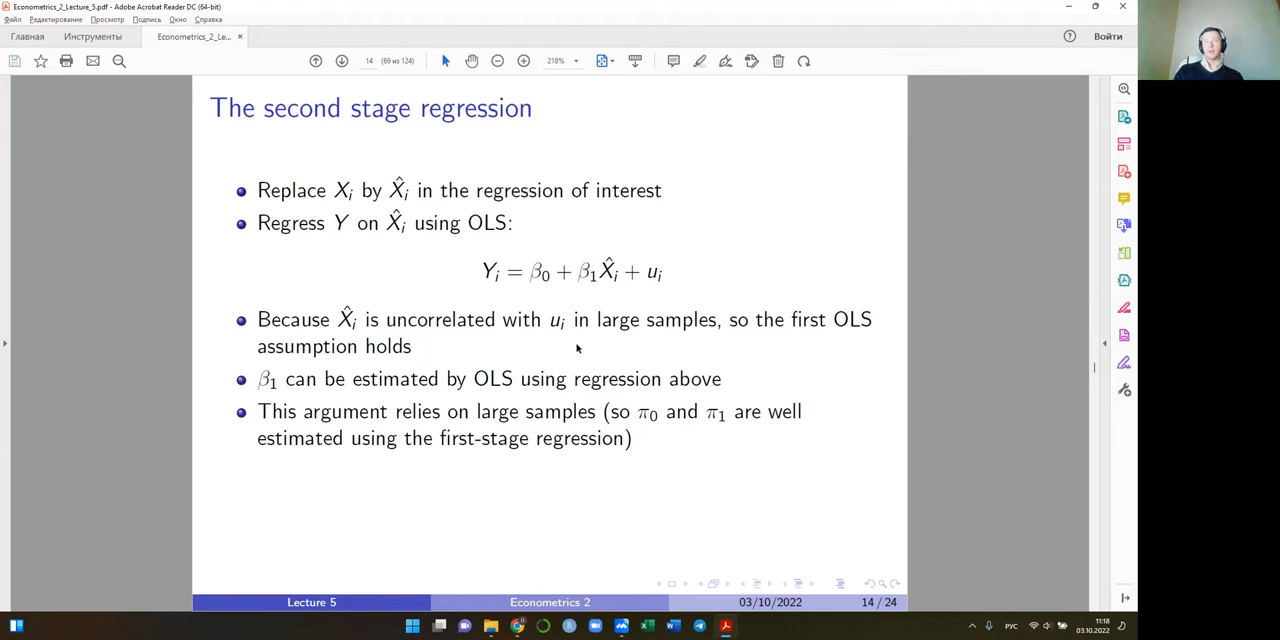 Econometrics_2_Lecture_5.pdf - Adobe Acrobat Reader DC (64-bit)
Файл Редактирование Просмотр Подпись Окно Справка
Главная Инструменты Econometrics_2_Le... × Войти
14 (69 из 124) 218%
The second stage regression
Replace Xᵢ by X̂ᵢ in the regression of interest
Regress Y on X̂ᵢ using OLS:
Yᵢ = β₀ + β₁X̂ᵢ + uᵢ
Because X̂ᵢ is uncorrelated with uᵢ in large samples, so the first OLS
assumption holds
β₁ can be estimated by OLS using regression above
This argument relies on large samples (so π₀ and π₁ are well
estimated using the first-stage regression)
Lecture 5 Econometrics 2 03/10/2022 14 / 24
РУС 11:18
03.10.2022